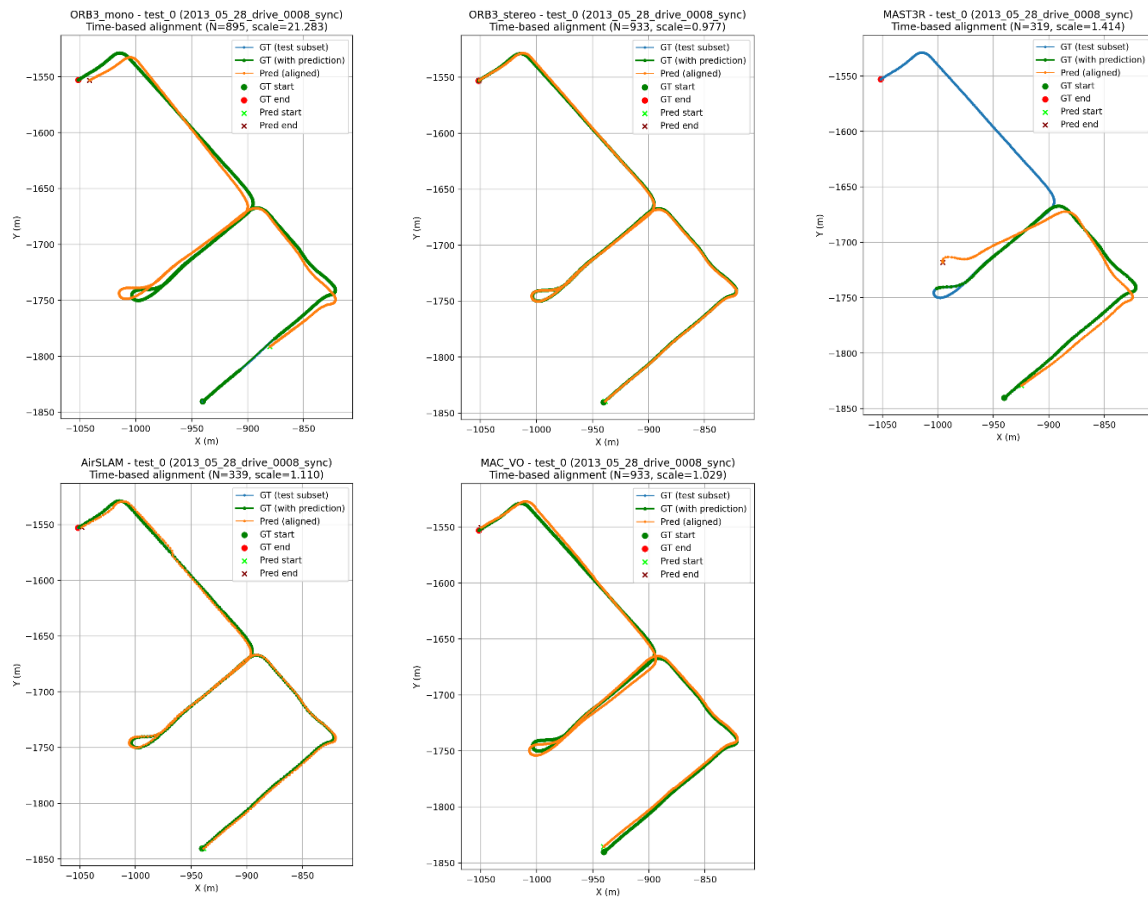 ORB3_mono - test_0 (2013_05_28_drive_0008_sync)
Time-based alignment (N=895, scale=21.283)
GT (test subset)
GT (with prediction)
Pred (aligned)
GT start
GT end
Pred start
Pred end
−1550
−1600
−1650
−1700
−1750
−1800
−1850
Y (m)
−1050
−1000
−950
−900
−850
X (m)
ORB3_stereo - test_0 (2013_05_28_drive_0008_sync)
Time-based alignment (N=933, scale=0.977)
GT (test subset)
GT (with prediction)
Pred (aligned)
GT start
GT end
Pred start
Pred end
−1550
−1600
−1650
−1700
−1750
−1800
−1850
Y (m)
−1050
−1000
−950
−900
−850
X (m)
MAST3R - test_0 (2013_05_28_drive_0008_sync)
Time-based alignment (N=319, scale=1.414)
GT (test subset)
GT (with prediction)
Pred (aligned)
GT start
GT end
Pred start
Pred end
−1550
−1600
−1650
−1700
−1750
−1800
−1850
Y (m)
−1050
−1000
−950
−900
−850
X (m)
AirSLAM - test_0 (2013_05_28_drive_0008_sync)
Time-based alignment (N=339, scale=1.110)
GT (test subset)
GT (with prediction)
Pred (aligned)
GT start
GT end
Pred start
Pred end
−1550
−1600
−1650
−1700
−1750
−1800
−1850
Y (m)
−1050
−1000
−950
−900
−850
X (m)
MAC_VO - test_0 (2013_05_28_drive_0008_sync)
Time-based alignment (N=933, scale=1.029)
GT (test subset)
GT (with prediction)
Pred (aligned)
GT start
GT end
Pred start
Pred end
−1550
−1600
−1650
−1700
−1750
−1800
−1850
Y (m)
−1050
−1000
−950
−900
−850
X (m)